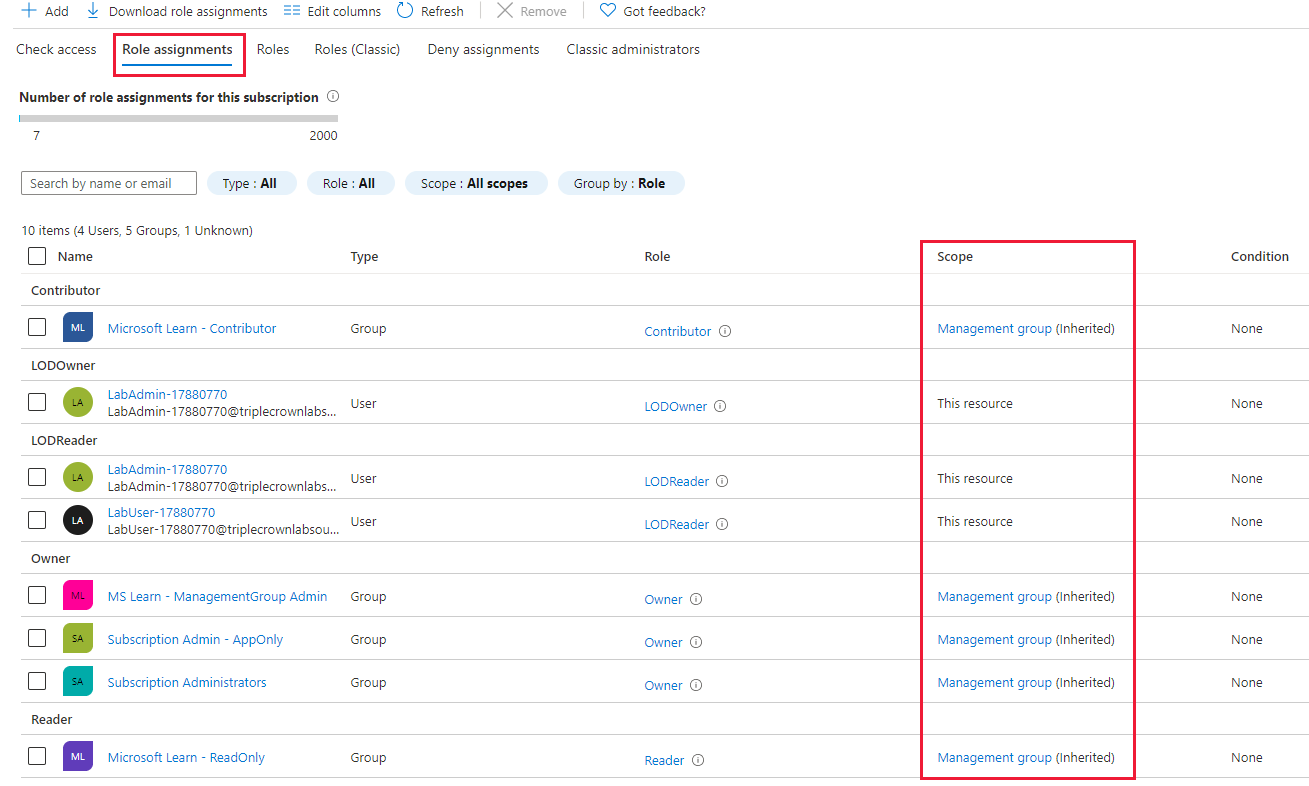 Add Download role assignments Edit columns Refresh Remove Got feedback?
Check access Role assignments Roles Roles (Classic) Deny assignments Classic administrators
Number of role assignments for this subscription
7 2000
Search by name or email Type : All Role : All Scope : All scopes Group by : Role
10 items (4 Users, 5 Groups, 1 Unknown)
Name Type Role Scope Condition
Contributor
ML Microsoft Learn - Contributor Group Contributor Management group (Inherited) None
LODOwner
LabAdmin-17880770
LA LabAdmin-17880770@triplecrownlabs... User LODOwner This resource None
LODReader
LabAdmin-17880770
LA LabAdmin-17880770@triplecrownlabs... User LODReader This resource None
LabUser-17880770
LA LabUser-17880770@triplecrownlabsou... User LODReader This resource None
Owner
ML MS Learn - ManagementGroup Admin Group Owner Management group (Inherited) None
SA Subscription Admin - AppOnly Group Owner Management group (Inherited) None
SA Subscription Administrators Group Owner Management group (Inherited) None
Reader
ML Microsoft Learn - ReadOnly Group Reader Management group (Inherited) None